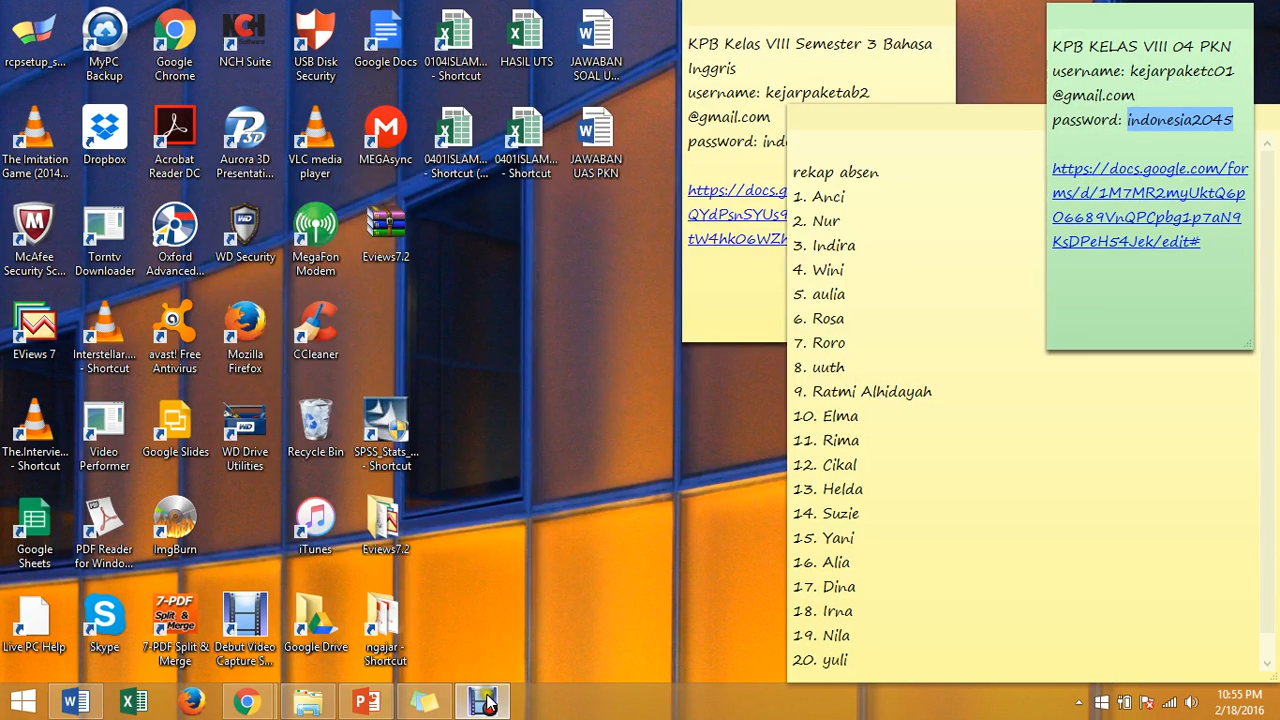 rcpsetup_s...
MyPC
Backup
Google
Chrome
NCH Suite
USB Disk
Security
Google Docs
0104ISLAM...
- Shortcut
HASIL UTS
JAWABAN
SOAL U...
The Imitation
Game (2014...
Dropbox
Acrobat
Reader DC
Aurora 3D
Presentati...
VLC media
player
MEGAsync
0401ISLAM...
- Shortcut (...
0401ISLAM...
- Shortcut
JAWABAN
UAS PKN
McAfee
Security Sc...
Torntv
Downloader
Oxford
Advanced...
WD Security
MegaFon
Modem
Eviews7.2
EViews 7
Interstellar....
- Shortcut
avast! Free
Antivirus
Mozilla
Firefox
CCleaner
The.Intervie...
- Shortcut
Video
Performer
Google Slides
WD Drive
Utilities
Recycle Bin
SPSS_Stats_...
- Shortcut
Google
Sheets
PDF Reader
for Windo...
ImgBurn
iTunes
Eviews7.2
Live PC Help
Skype
7-PDF Split &
Merge
Debut Video
Capture S...
Google Drive
ngajar -
Shortcut
KPB Kelas VIII Semester 3 Bahasa
Inggris
username: kejarpaketab2
@gmail.com
password: ind
https://docs.g
QYdPsnSYUs9
tW4hkO6WZh
rekap absen
1. Anci
2. Nur
3. Indira
4. Wini
5. aulia
6. Rosa
7. Roro
8. uuth
9. Ratmi Alhidayah
10. Elma
11. Rima
12. Cikal
13. Helda
14. Suzie
15. Yani
16. Alia
17. Dina
18. Irna
19. Nila
20. yuli
KPB KELAS VIII 04 PKN
username: kejarpaketc01
@gmail.com
password: indonesia2045
https://docs.google.com/for
ms/d/1M7MR2myUktQ6p
O6689VnQPCpbg1p7aN9
KsDPeH54Jek/edit#
10:55 PM
2/18/2016